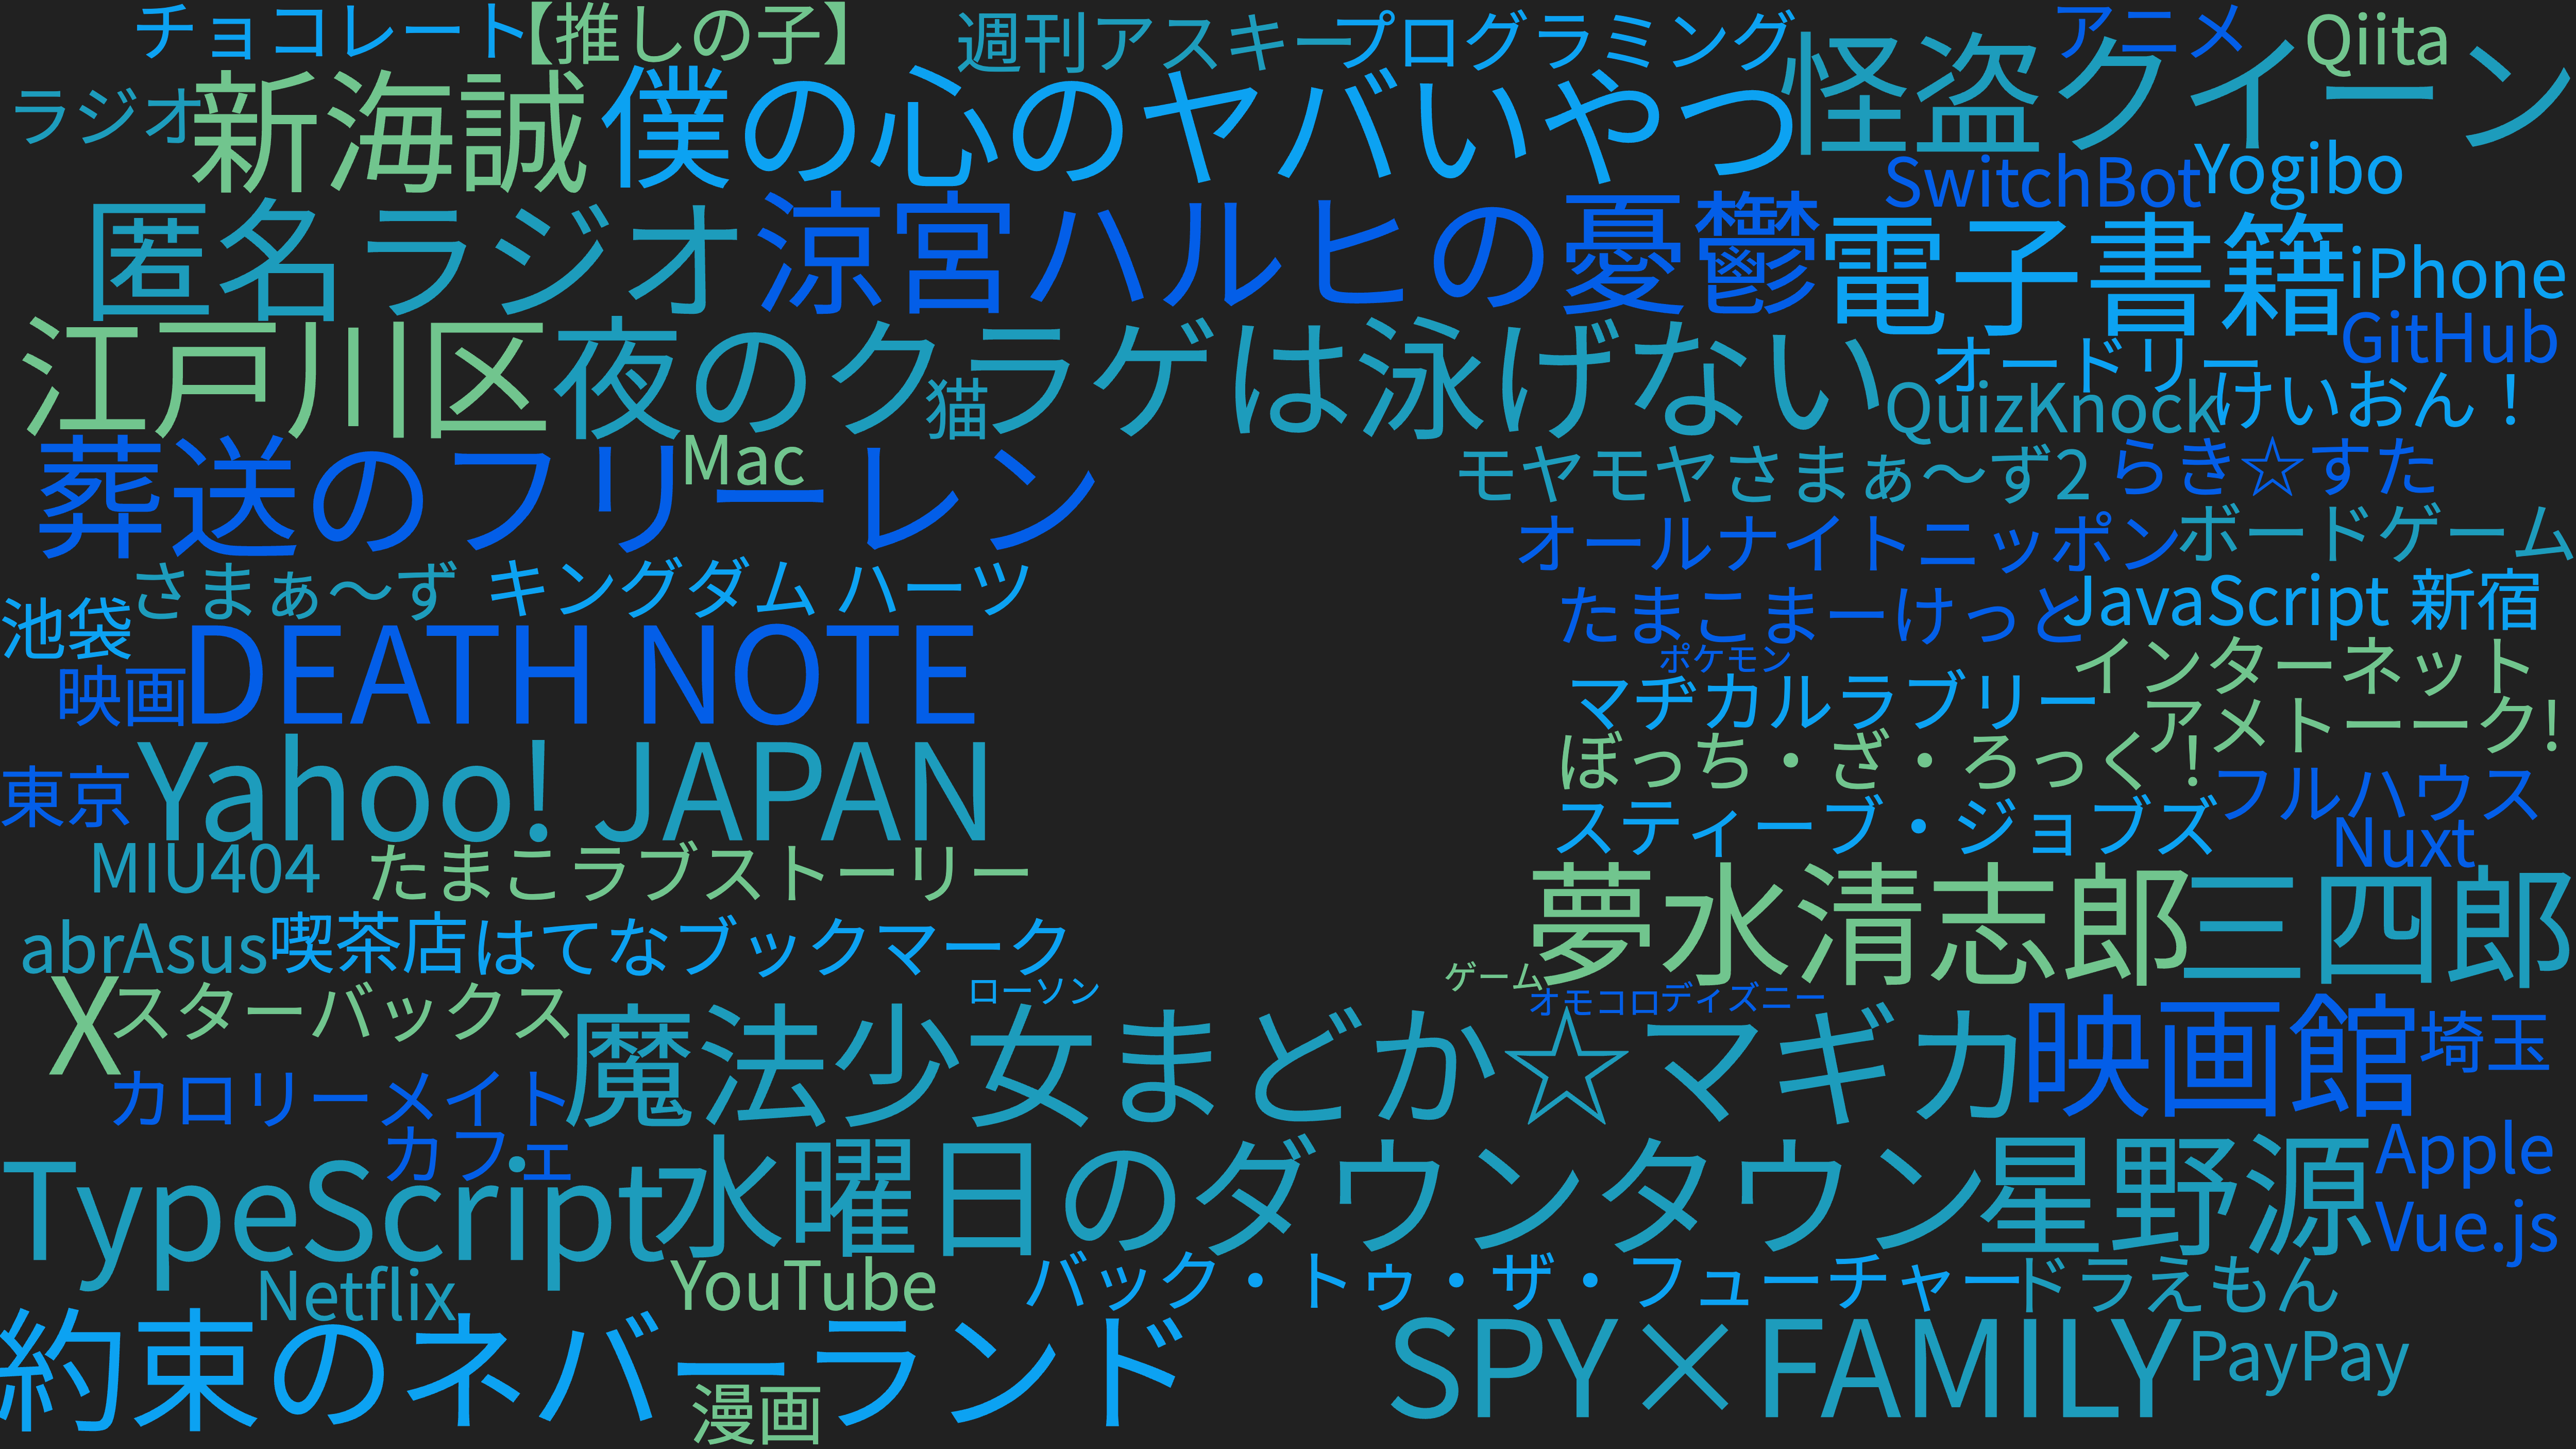 チョコレート
【推しの子】
週刊アスキー
プログラミング
アニメ
Qiita
ラジオ
新海誠
僕の心のヤバいやつ
怪盗クイーン
SwitchBot
Yogibo
匿名ラジオ
涼宮ハルヒの憂鬱
電子書籍
iPhone
GitHub
江戸川区
夜のクラゲは泳げない
猫
オードリー
QuizKnock
けいおん！
葬送のフリーレン
Mac
モヤモヤさまぁ〜ず2
らき☆すた
オールナイトニッポン
ボードゲーム
さまぁ〜ず
キングダム ハーツ
池袋
たまこまーけっと
JavaScript
新宿
DEATH NOTE
映画
ポケモン
インターネット
マヂカルラブリー
アメトーーク!
Yahoo! JAPAN
東京
ぼっち・ざ・ろっく！
フルハウス
スティーブ・ジョブズ
Nuxt
MIU404
たまこラブストーリー
夢水清志郎
三四郎
abrAsus
喫茶店
はてなブックマーク
ローソン
ゲーム
オモコロ
ディズニー
X
スターバックス
魔法少女まどか☆マギカ
映画館
埼玉
カロリーメイト
カフェ
TypeScript
水曜日のダウンタウン
星野源
Apple
Vue.js
Netflix
YouTube
バック・トゥ・ザ・フューチャー
ドラえもん
約束のネバーランド
SPY×FAMILY
PayPay
漫画